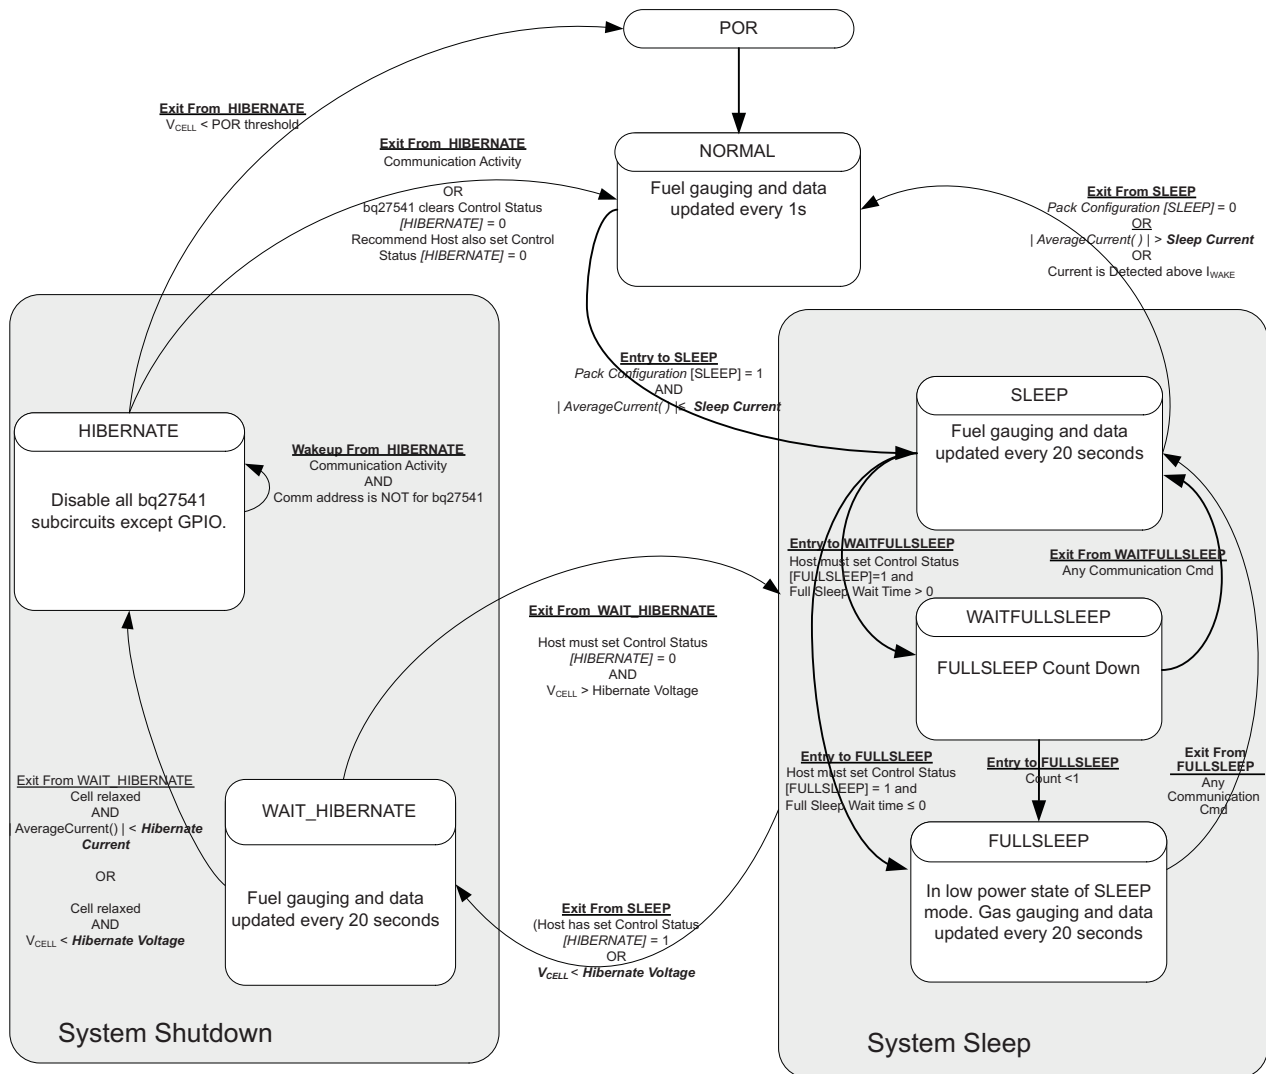 POR
Exit From HIBERNATE
VCELL < POR threshold
Exit From HIBERNATE
Communication Activity
OR
bq27541 clears Control Status
[HIBERNATE] = 0
Recommend Host also set Control
Status [HIBERNATE] = 0
NORMAL
Fuel gauging and data
updated every 1s
Exit From SLEEP
Pack Configuration [SLEEP] = 0
OR
| AverageCurrent( ) | > Sleep Current
OR
Current is Detected above IWAKE
Entry to SLEEP
Pack Configuration [SLEEP] = 1
AND
| AverageCurrent( ) |≤ Sleep Current
HIBERNATE
Disable all bq27541
subcircuits except GPIO.
Wakeup From HIBERNATE
Communication Activity
AND
Comm address is NOT for bq27541
SLEEP
Fuel gauging and data
updated every 20 seconds
Entry to WAITFULLSLEEP
Host must set Control Status
[FULLSLEEP]=1 and
Full Sleep Wait Time > 0
Exit From WAITFULLSLEEP
Any Communication Cmd
WAITFULLSLEEP
FULLSLEEP Count Down
Exit From WAIT_HIBERNATE
Host must set Control Status
[HIBERNATE] = 0
AND
VCELL > Hibernate Voltage
Entry to FULLSLEEP
Host must set Control Status
[FULLSLEEP] = 1 and
Full Sleep Wait time ≤ 0
Entry to FULLSLEEP
Count <1
Exit From
FULLSLEEP
Any
Communication
Cmd
Exit From WAIT_HIBERNATE
Cell relaxed
AND
| AverageCurrent() | < Hibernate
Current
OR
Cell relaxed
AND
VCELL < Hibernate Voltage
WAIT_HIBERNATE
Fuel gauging and data
updated every 20 seconds
Exit From SLEEP
(Host has set Control Status
[HIBERNATE] = 1
OR
VCELL < Hibernate Voltage
FULLSLEEP
In low power state of SLEEP
mode. Gas gauging and data
updated every 20 seconds
System Shutdown
System Sleep